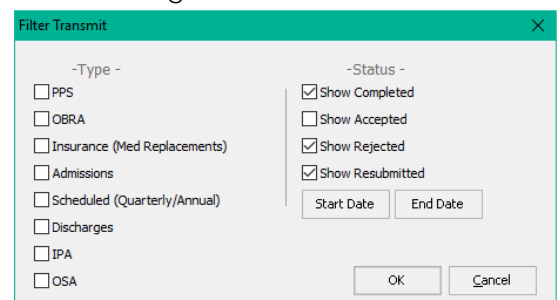 Filter Transmit
-Type -
PPS
OBRA
Insurance (Med Replacements)
Admissions
Scheduled (Quarterly/Annual)
Discharges
IPA
OSA
-Status -
Show Completed
Show Accepted
Show Rejected
Show Resubmitted
Start Date End Date
OK Cancel